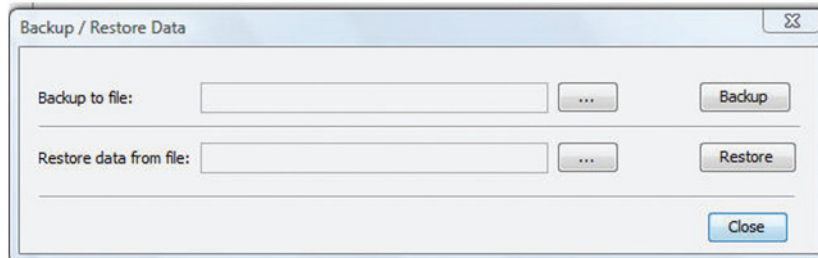 Backup / Restore Data
Backup to file: ... Backup
Restore data from file: ... Restore
Close